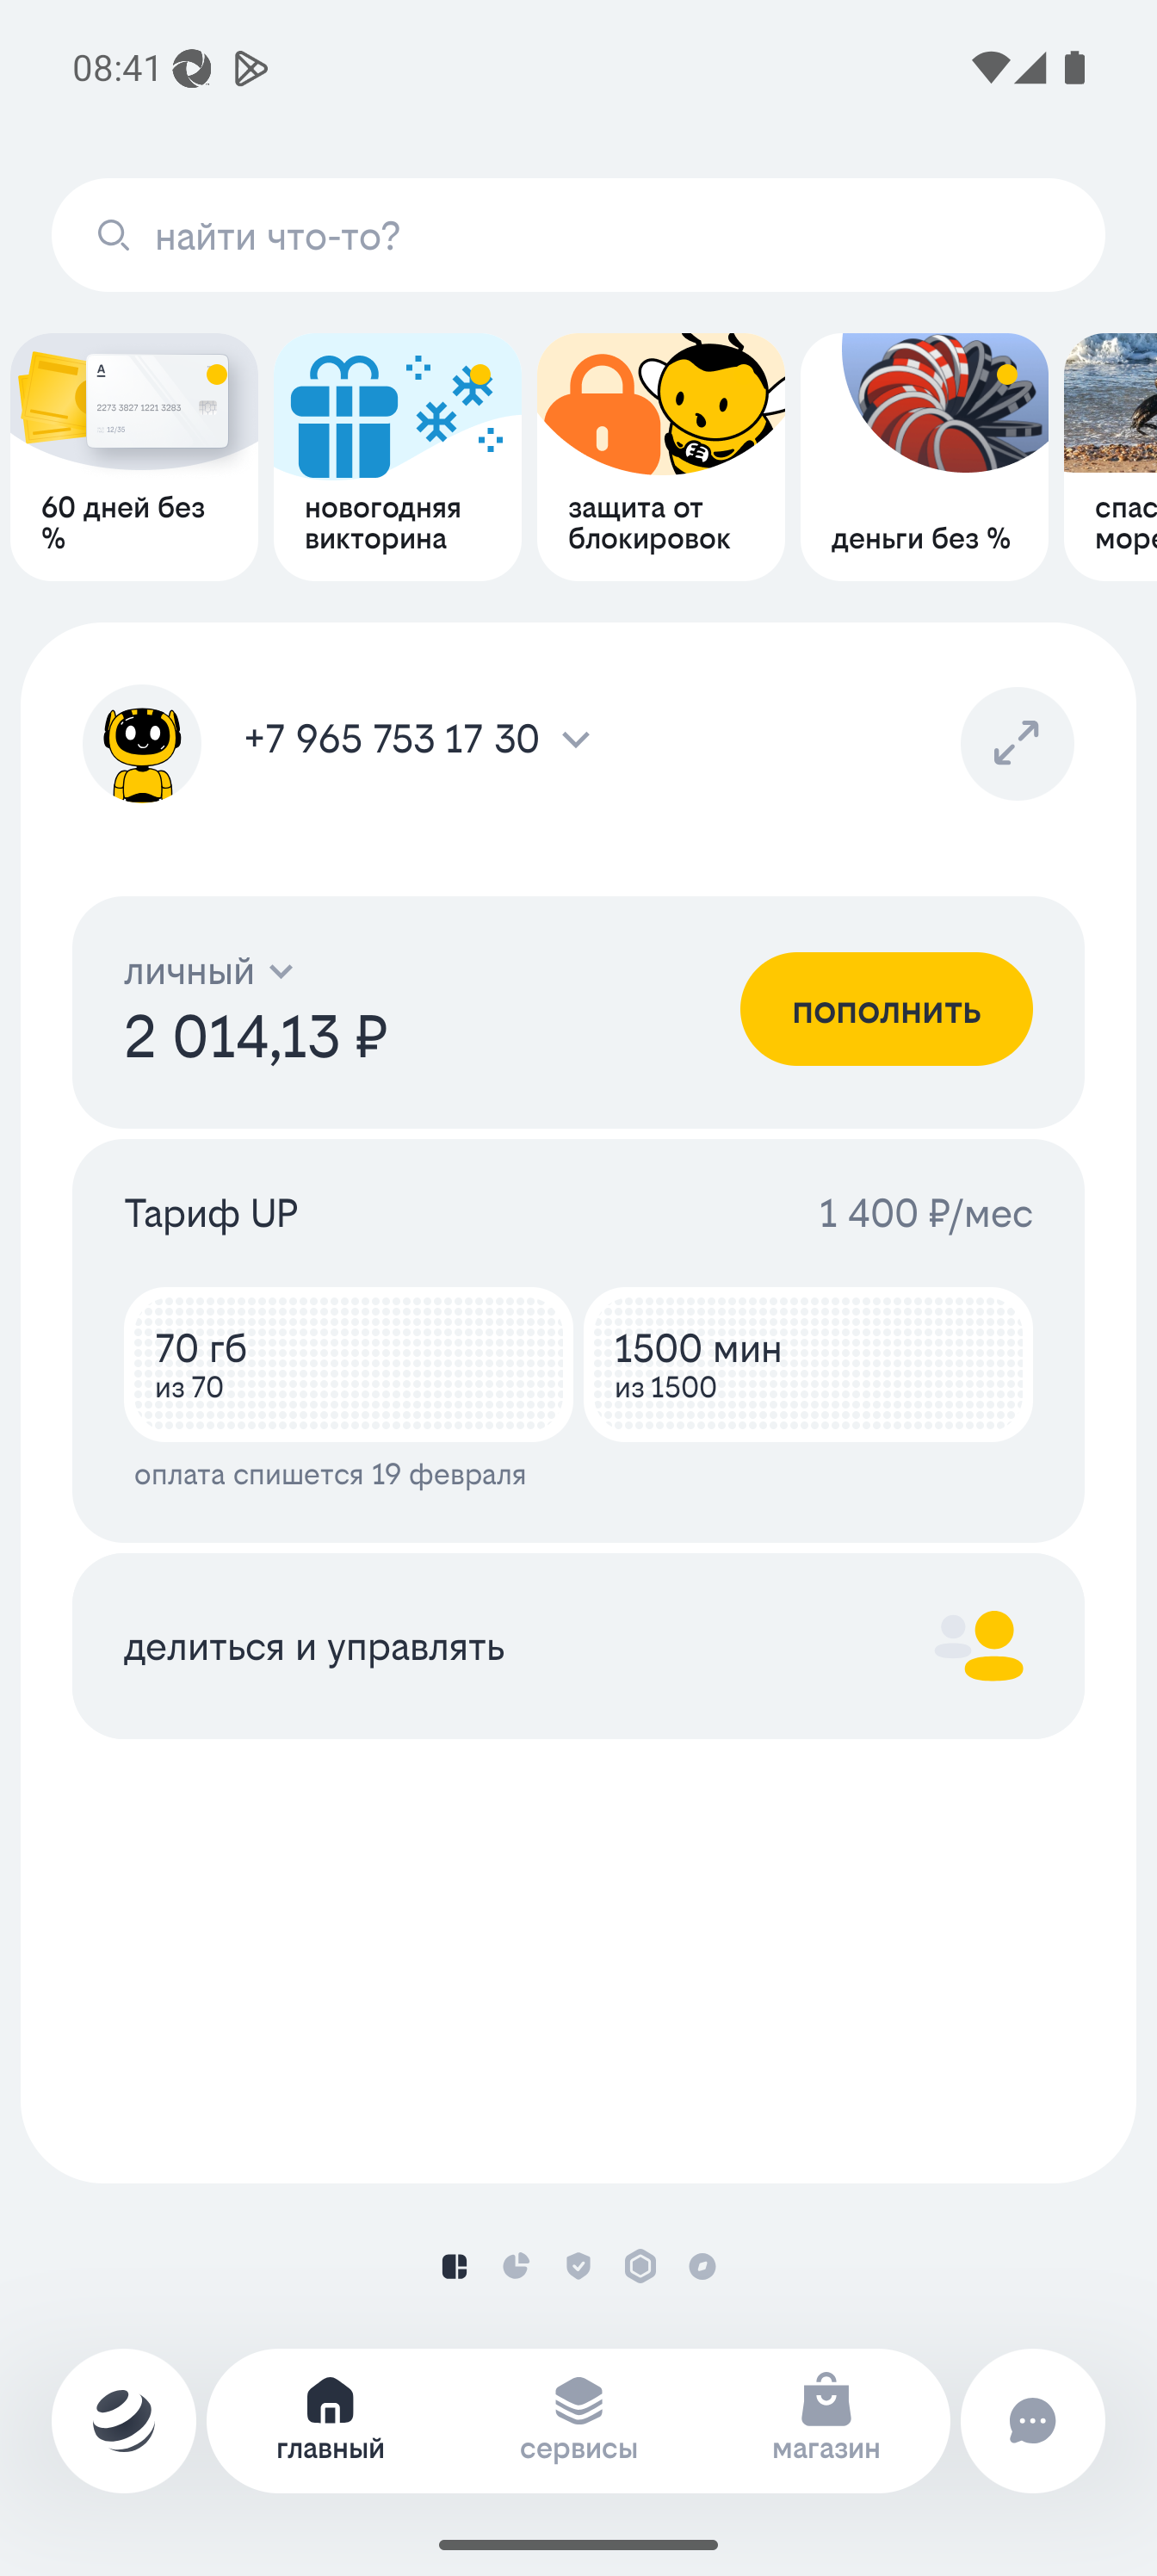 08:41
найти что-то?
A
2273 3827 1221 3283
12/35
60 дней без
%
новогодняя
викторина
защита от
блокировок
деньги без %
спас
море
+7 965 753 17 30
личный
2 014,13 ₽
пополнить
Тариф UP
1 400 ₽/мес
70 гб
из 70
1500 мин
из 1500
оплата спишется 19 февраля
делиться и управлять
главный
сервисы
магазин